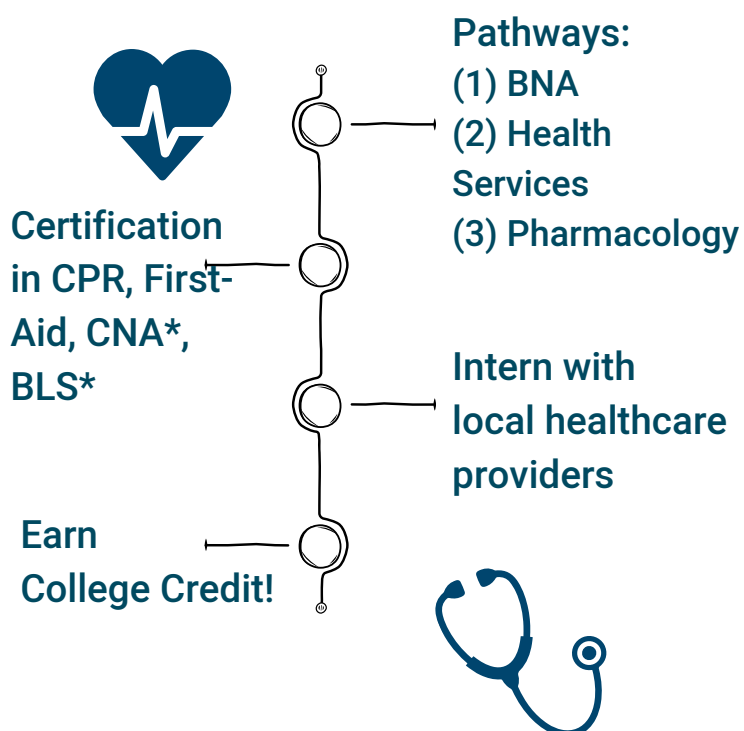 Pathways:
(1) BNA
(2) Health
Services
(3) Pharmacology
Certification
in CPR, First-
Aid, CNA*,
BLS*
Intern with
local healthcare
providers
Earn
College Credit!